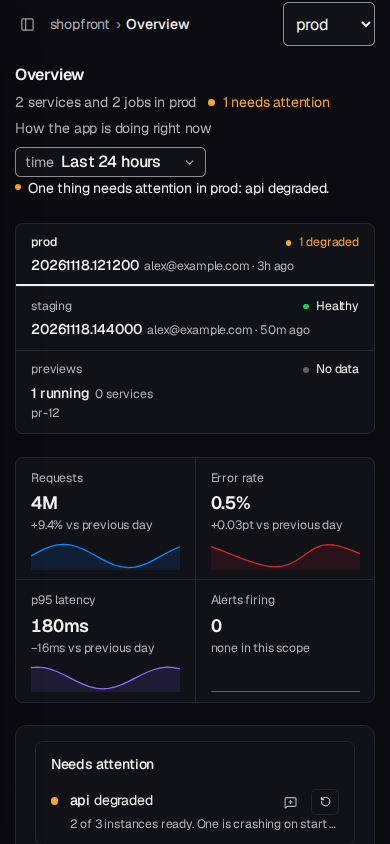 shopfront › Overview
prod
Overview
2 services and 2 jobs in prod
1 needs attention
How the app is doing right now
time Last 24 hours
One thing needs attention in prod: api degraded.
prod
1 degraded
20261118.121200 alex@example.com · 3h ago
staging
Healthy
20261118.144000 alex@example.com · 50m ago
previews
No data
1 running 0 services
pr-12
Requests
4M
+9.4% vs previous day
Error rate
0.5%
+0.03pt vs previous day
p95 latency
180ms
−16ms vs previous day
Alerts firing
0
none in this scope
Needs attention
api degraded
2 of 3 instances ready. One is crashing on start…